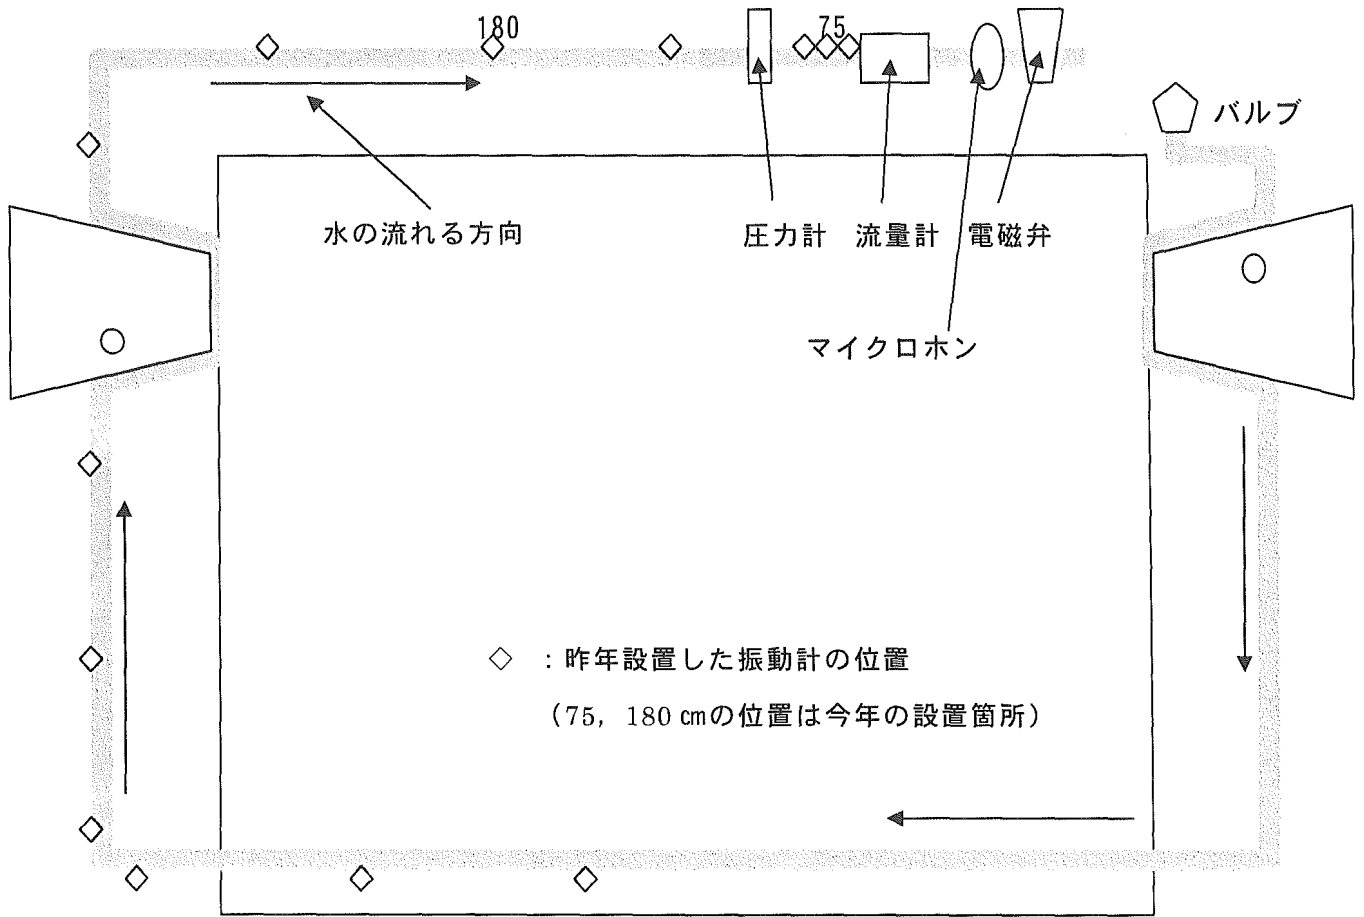 180
75
バルブ
水の流れる方向
圧力計 流量計 電磁弁
マイクロホン
◇ :昨年設置した振動計の位置
(75, 180 ㎝の位置は今年の設置箇所)